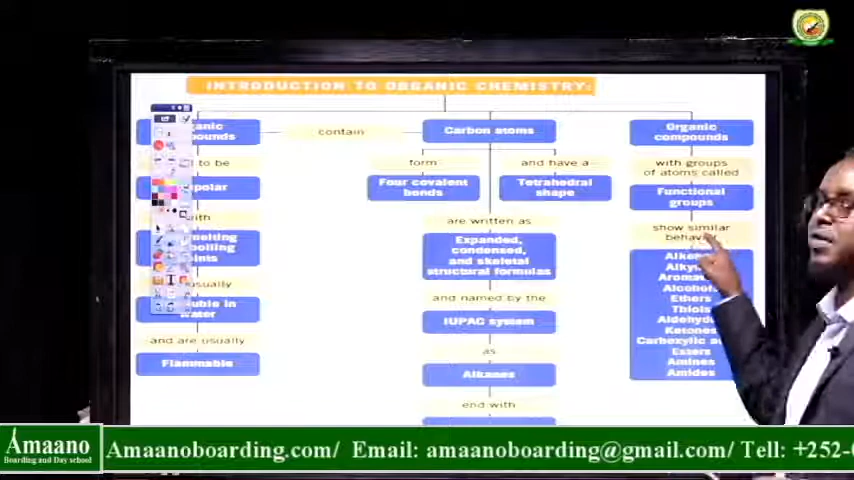 INTRODUCTION TO ORGANIC CHEMISTRY:
contain
Carbon atoms
Organic
compounds
to be
form
and have a
with groups
of atoms called
Four covalent
bonds
Tetrahedral
shape
Functional
groups
are written as
show similar
Expanded,
condensed,
and skeletal
structural formulas
Alcohols
Ethers
Thiols
Ketones
Esters
Amines
Amides
and named by the
IUPAC system
as
Alkanes
end with
and are usually
Flammable
Amaano
Boarding and Day school
Amaanoboarding.com/ Email: amaanoboarding@gmail.com/ Tell: +252-